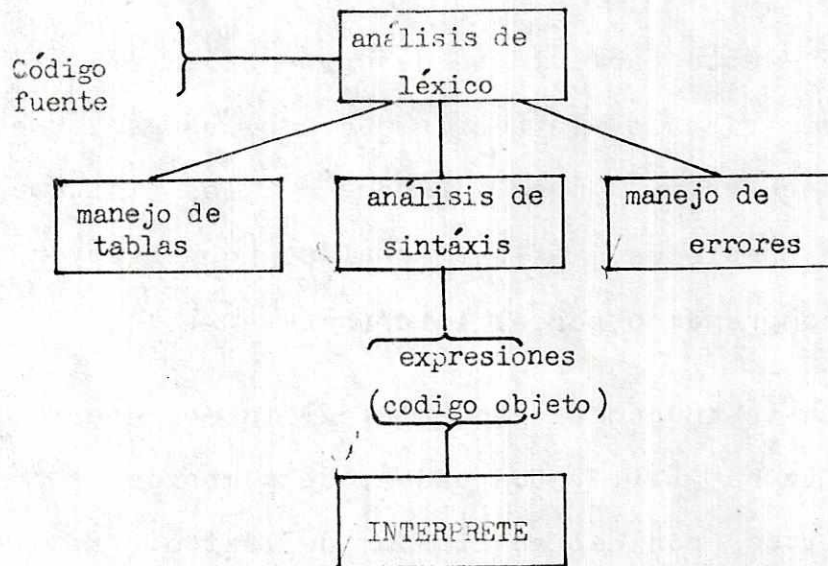 análisis de
léxico
Código
fuente
manejo de
tablas
análisis de
sintáxis
manejo de
errores
expresiones
(codigo objeto)
INTERPRETE